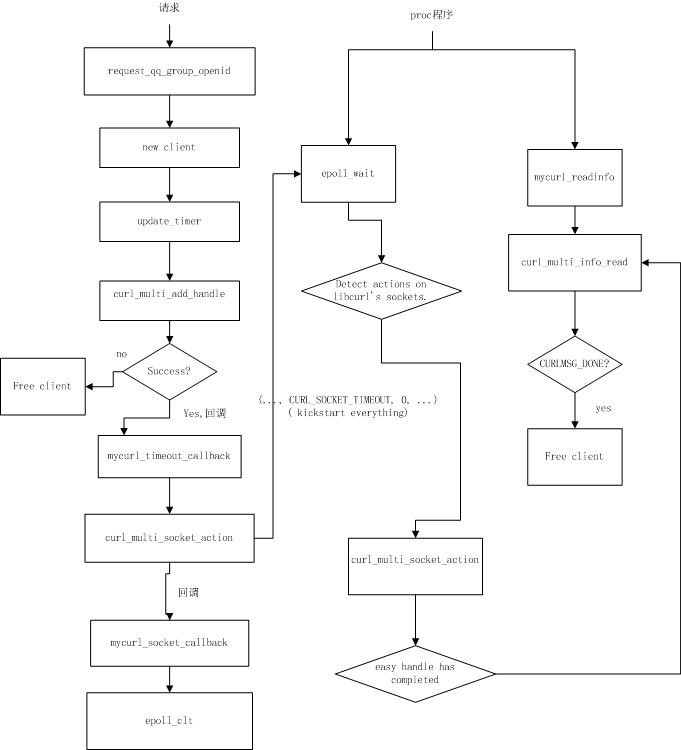 请求
request_qq_group_openid
new client
update_timer
curl_multi_add_handle
no
Success?
Free client
Yes,回调
mycurl_timeout_callback
curl_multi_socket_action
回调
mycurl_socket_callback
epoll_clt
proc程序
epoll_wait
Detect actions on
libcurl's sockets.
(..., CURL_SOCKET_TIMEOUT, 0, ...)
( kickstart everything)
curl_multi_socket_action
easy handle has
completed
mycurl_readinfo
curl_multi_info_read
CURLMSG_DONE?
yes
Free client